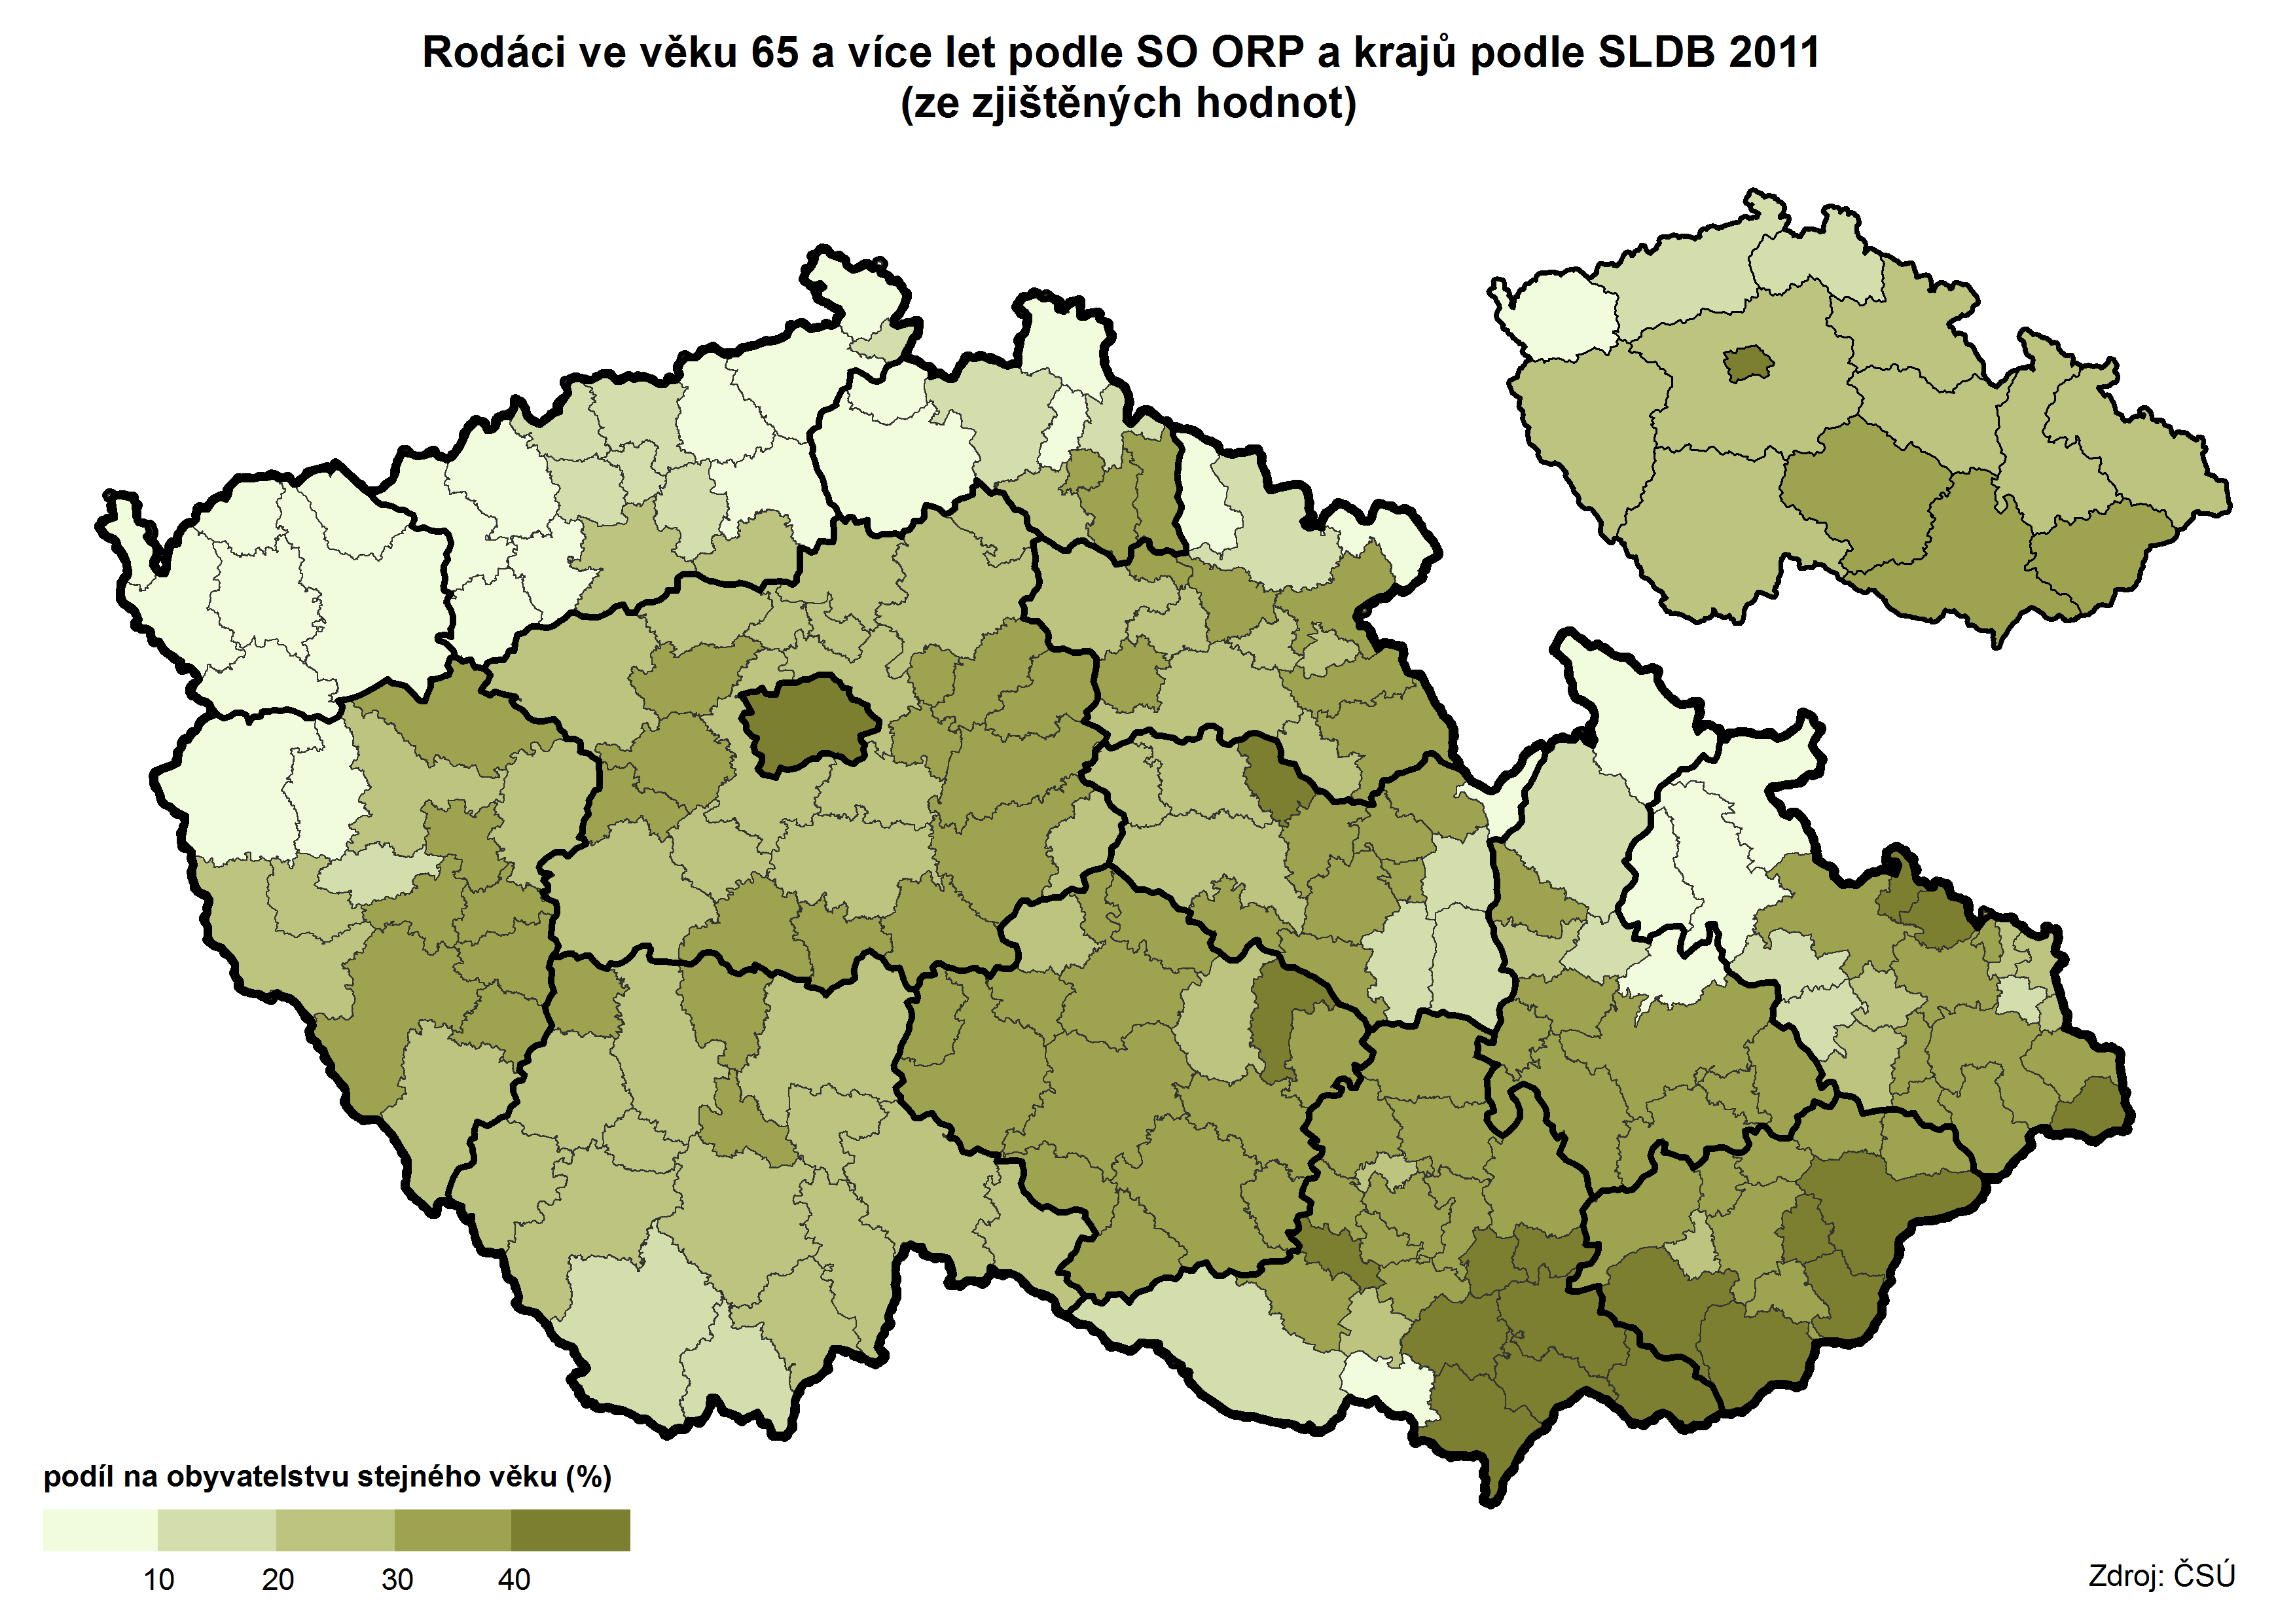 Rodáci ve věku 65 a více let podle SO ORP a krajů podle SLDB 2011
(ze zjištěných hodnot)
podíl na obyvatelstvu stejného věku (%)
10 20 30 40
Zdroj: ČSÚ